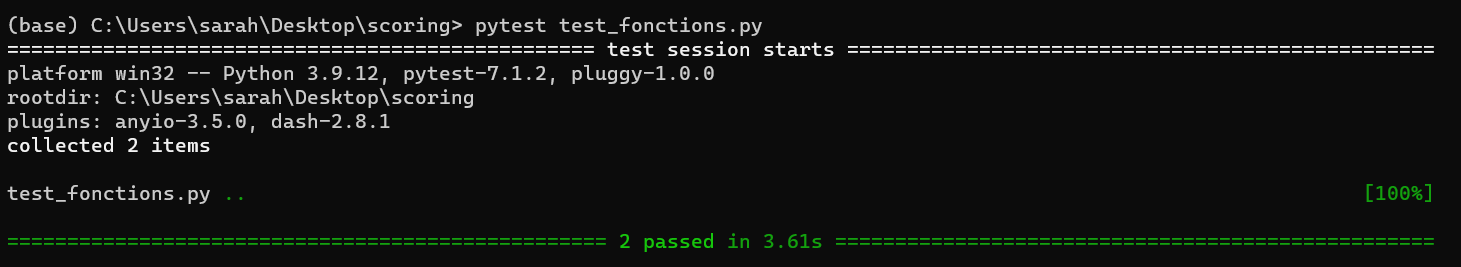 (base) C:\Users\sarah\Desktop\scoring> pytest test_fonctions.py
================================================= test session starts =================================================
platform win32 -- Python 3.9.12, pytest-7.1.2, pluggy-1.0.0
rootdir: C:\Users\sarah\Desktop\scoring
plugins: anyio-3.5.0, dash-2.8.1
collected 2 items
test_fonctions.py .. [100%]
================================================== 2 passed in 3.61s ==================================================